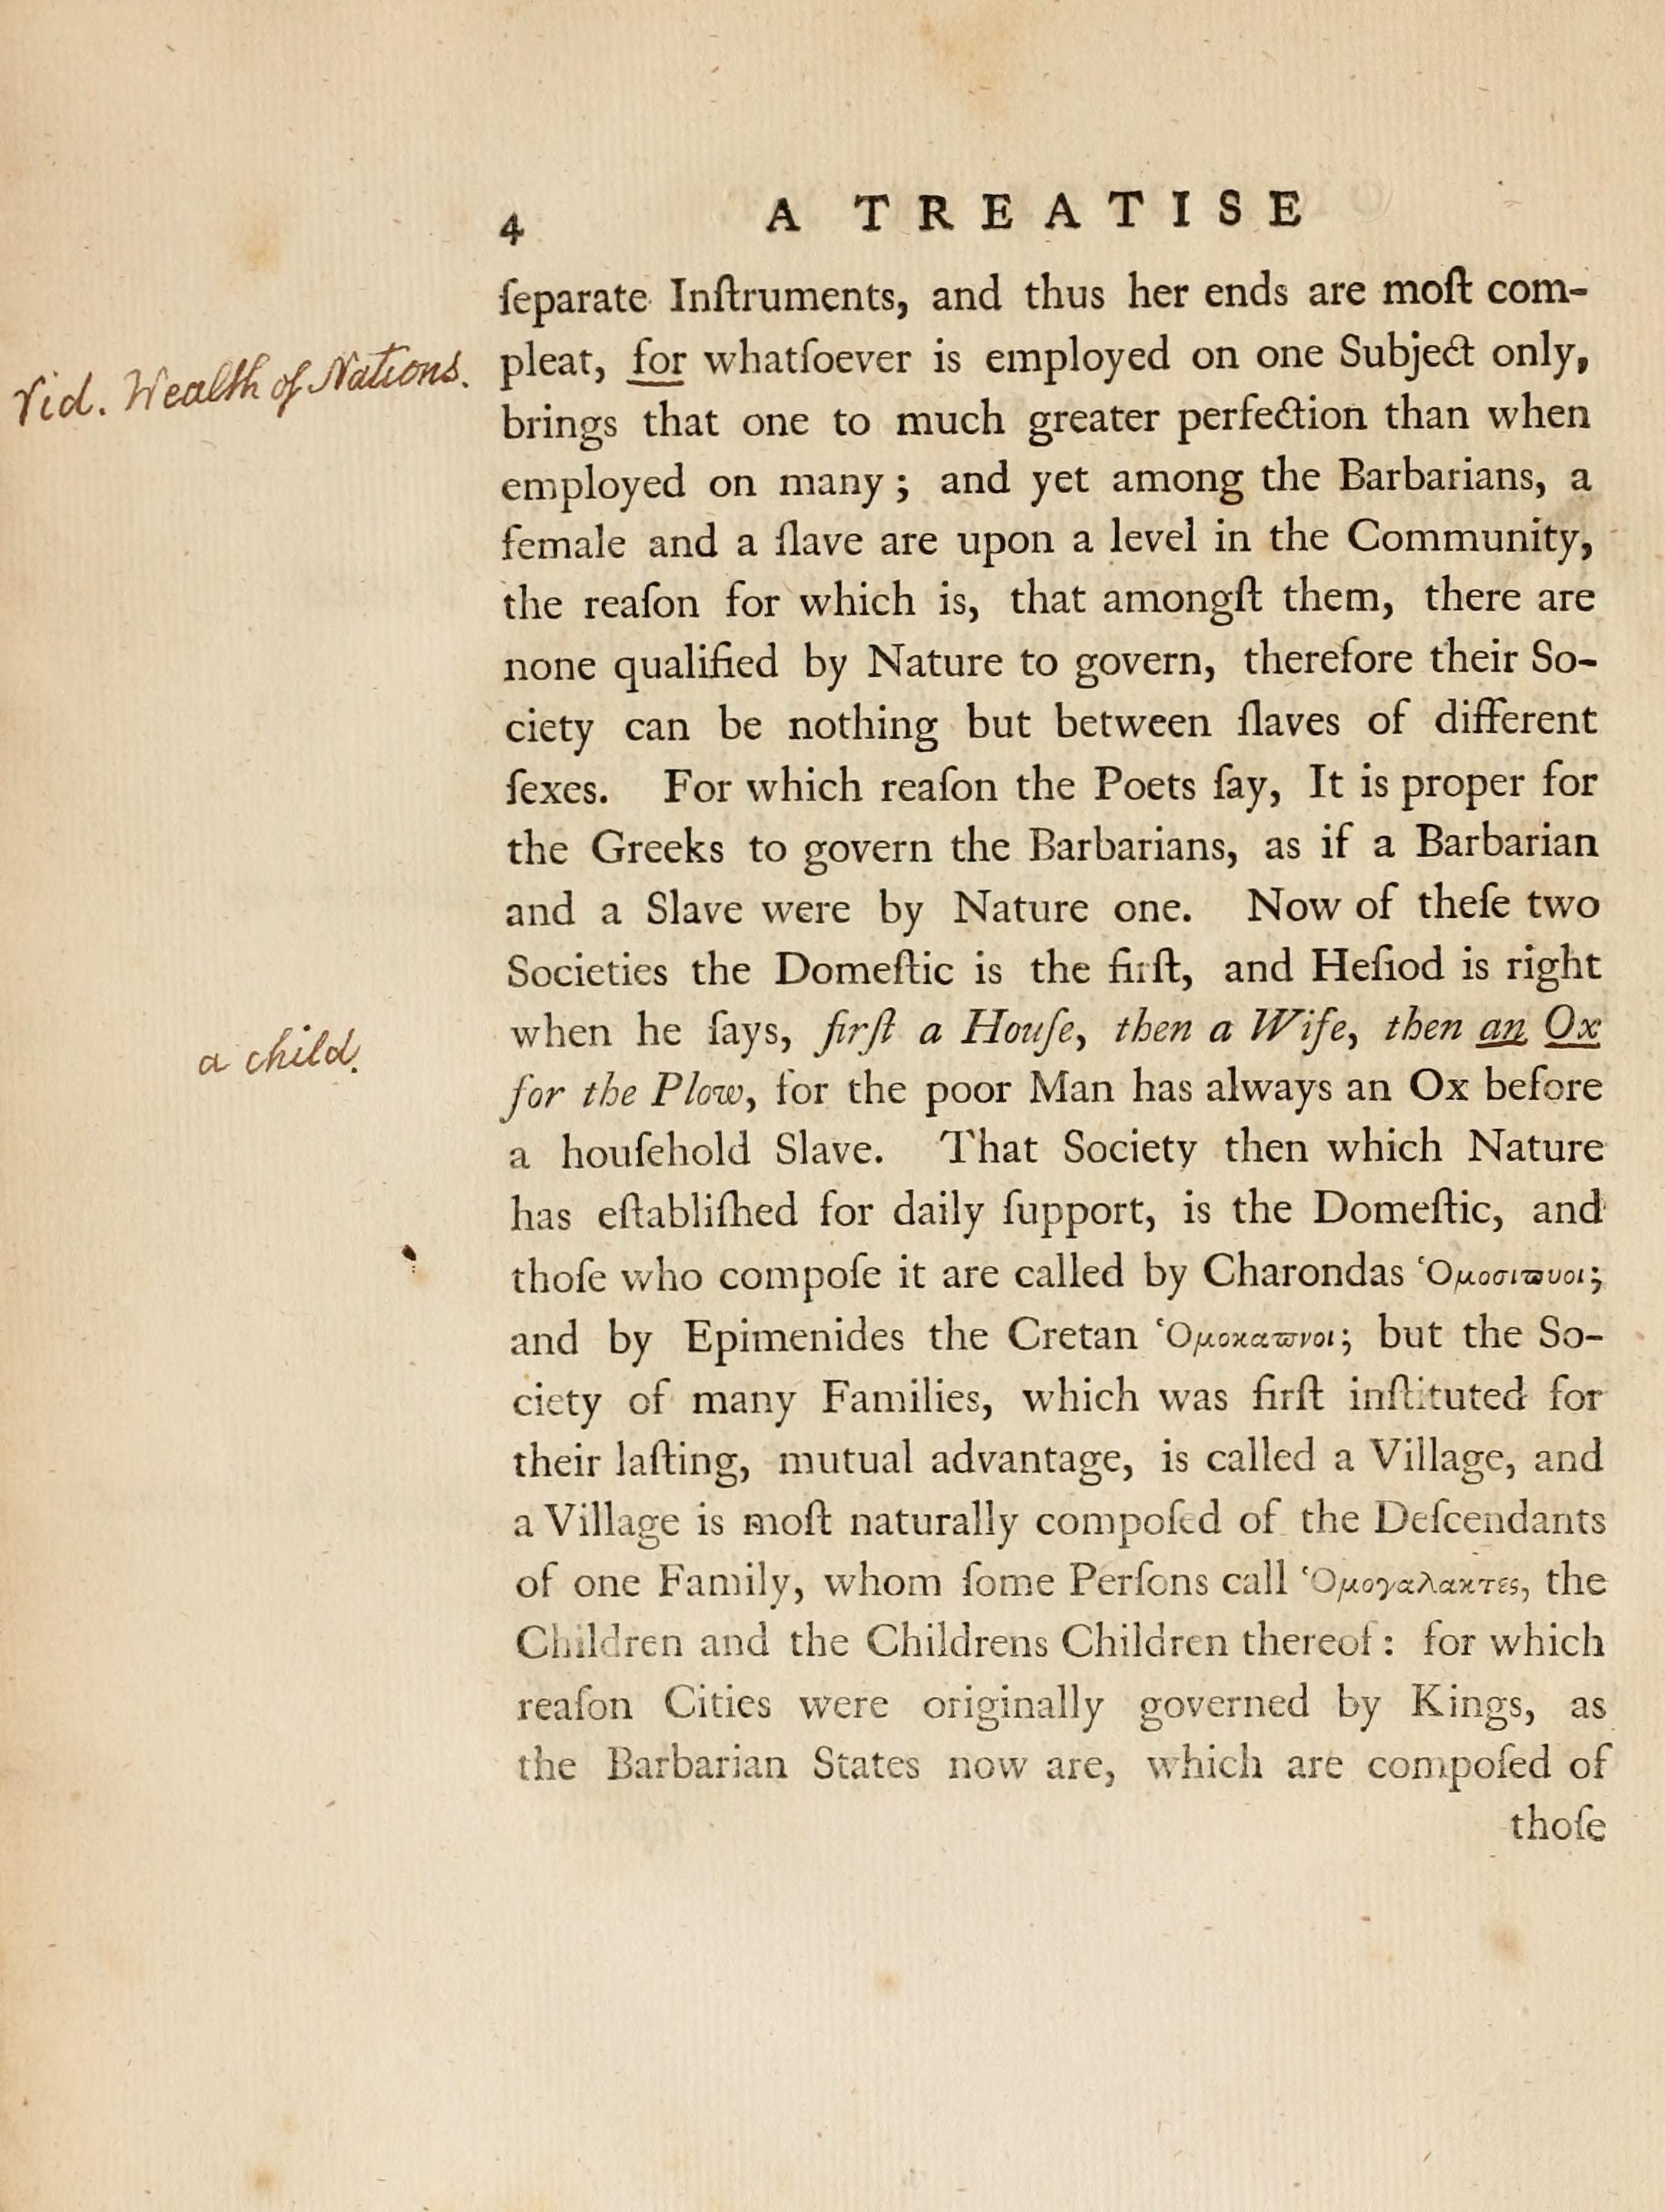 4 A TREATISE
ſeparate Inſtruments, and thus her ends are moſt com-
Vid. Wealth of Nations.
pleat, for whatſoever is employed on one Subject only,
brings that one to much greater perfection than when
employed on many; and yet among the Barbarians, a
female and a ſlave are upon a level in the Community,
the reaſon for which is, that amongſt them, there are
none qualified by Nature to govern, therefore their So-
ciety can be nothing but between ſlaves of different
ſexes. For which reaſon the Poets ſay, It is proper for
the Greeks to govern the Barbarians, as if a Barbarian
and a Slave were by Nature one. Now of theſe two
Societies the Domeſtic is the firſt, and Heſiod is right
when he ſays, firſt a Houſe, then a Wife, then an Ox
a child.
for the Plow, for the poor Man has always an Ox before
a houſehold Slave. That Society then which Nature
has eſtabliſhed for daily ſupport, is the Domeſtic, and
thoſe who compoſe it are called by Charondas Ὁμοσιϖυοι;
and by Epimenides the Cretan Ὁμοκαϖνοι; but the So-
ciety of many Families, which was firſt inſtituted for
their laſting, mutual advantage, is called a Village, and
a Village is moſt naturally compoſed of the Deſcendants
of one Family, whom ſome Perſons call Ὁμογαλακτες, the
Children and the Childrens Children thereof: for which
reaſon Cities were originally governed by Kings, as
the Barbarian States now are, which are compoſed of
thoſe